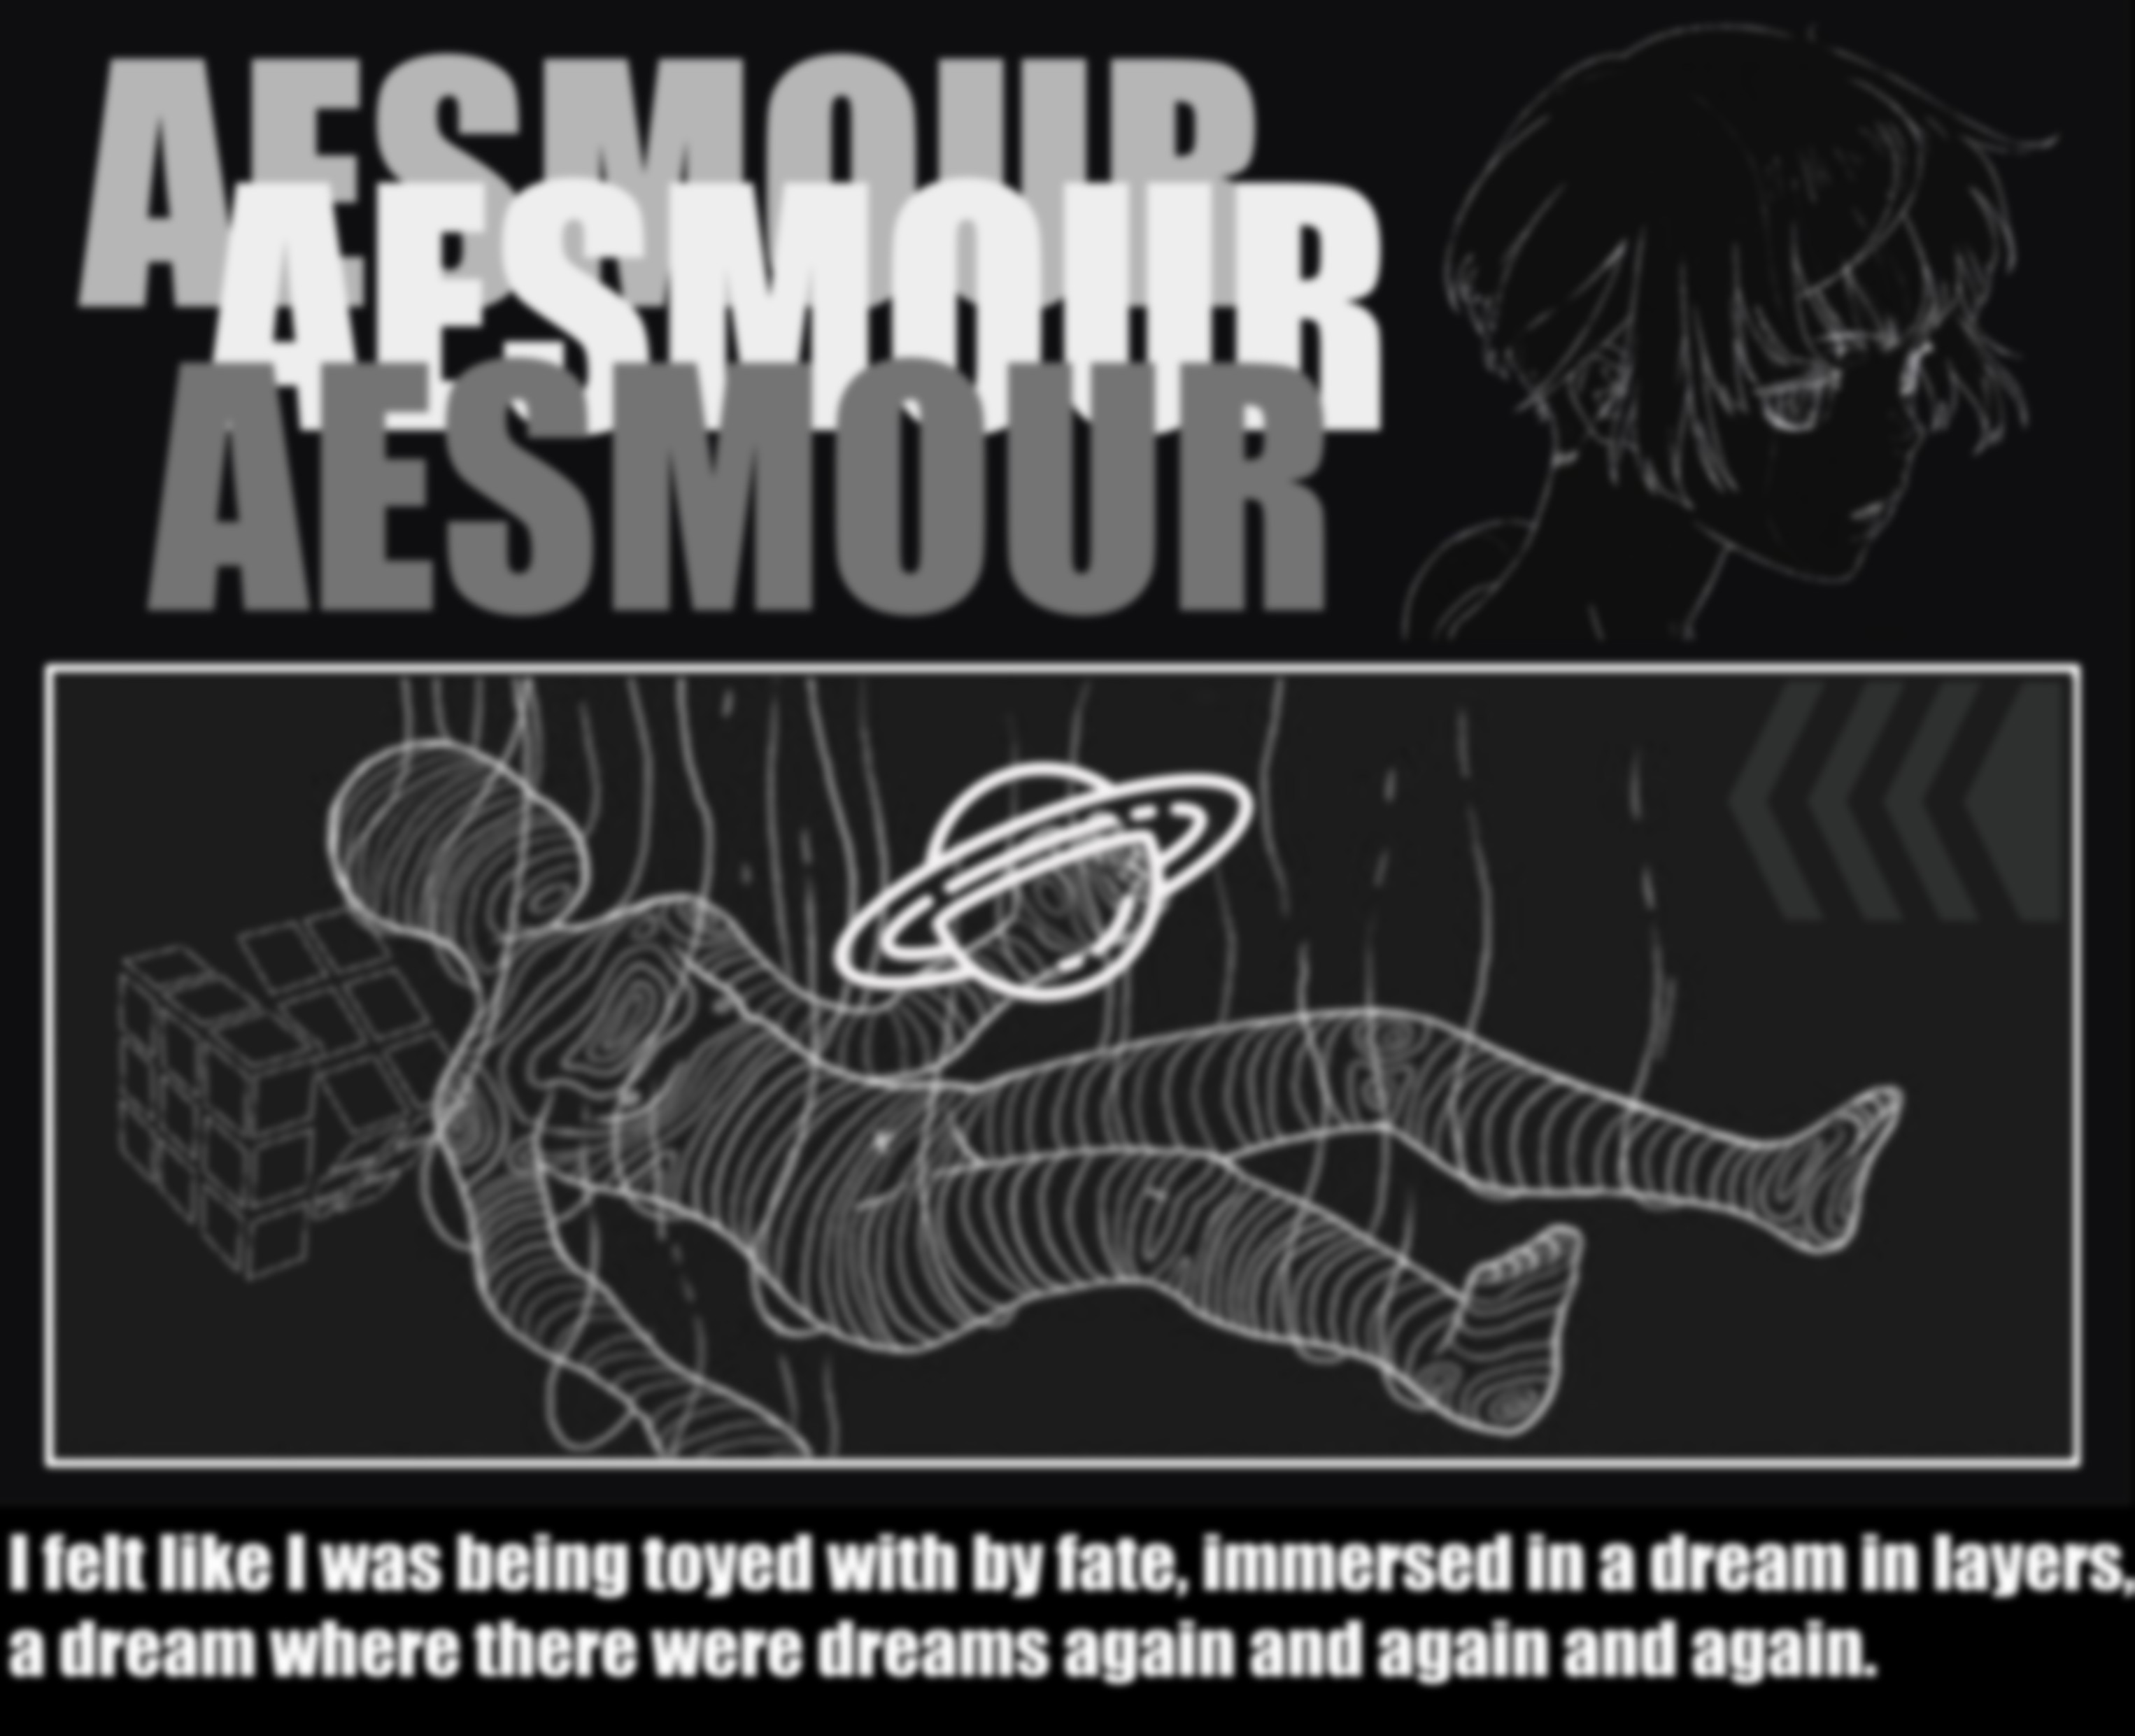 AESMOUR
AESMOUR
AESMOUR
I felt like I was being toyed with by fate, immersed in a dream in layers,
a dream where there were dreams again and again and again.